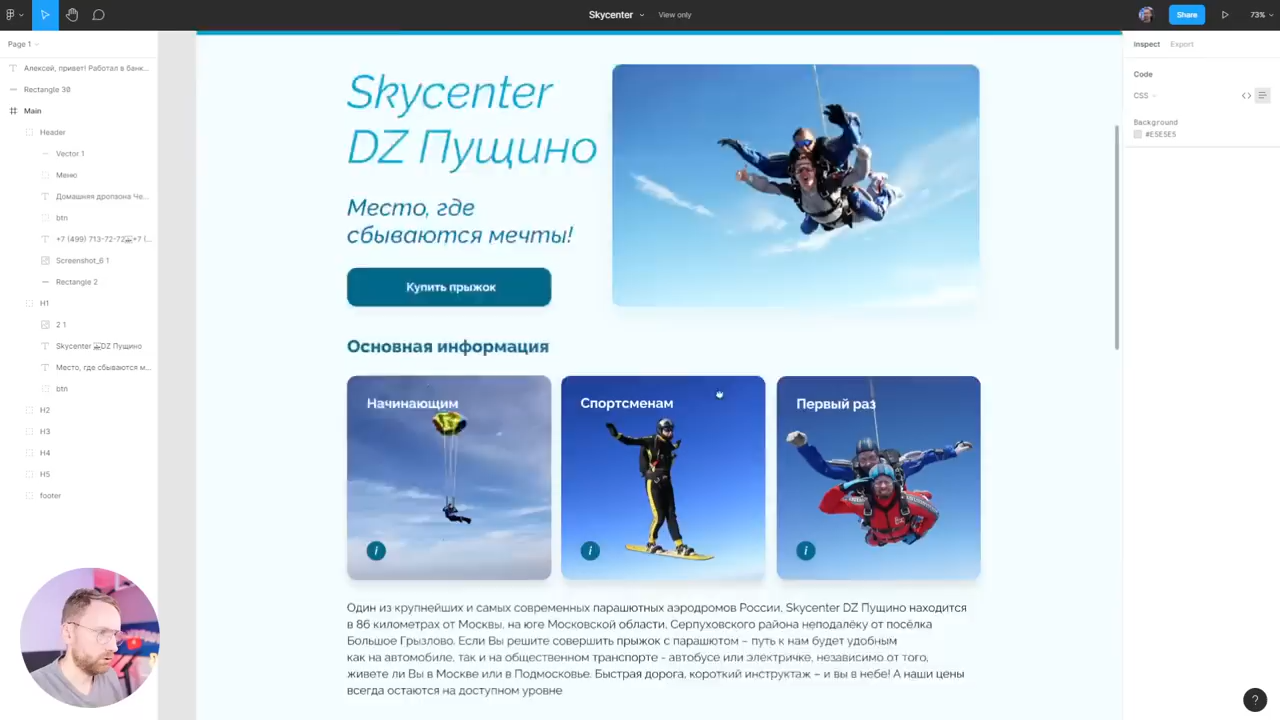 Skycenter
View only
Share
73%
Page 1
Inspect
Export
Алексей, привет! Работал в банк...
Rectangle 30
Main
Header
Vector 1
Меню
Домашняя дропзона Че...
btn
+7 (499) 713-72-72 +7 (...
Screenshot_6 1
Rectangle 2
H1
2 1
Skycenter DZ Пущино
Место, где сбываются м...
btn
H2
H3
H4
H5
footer
Skycenter
DZ Пущино
Место, где
сбываются мечты!
Купить прыжок
Основная информация
Начинающим
Спортсменам
Первый раз
i
i
i
Один из крупнейших и самых современных парашютных аэродромов России, Skycenter DZ Пущино находится
в 86 километрах от Москвы, на юге Московской области, Серпуховского района неподалёку от посёлка
Большое Грызлово. Если Вы решите совершить прыжок с парашютом – путь к нам будет удобным
как на автомобиле, так и на общественном транспорте - автобусе или электричке, независимо от того,
живете ли Вы в Москве или в Подмосковье. Быстрая дорога, короткий инструктаж – и вы в небе! А наши цены
всегда остаются на доступном уровне
Code
CSS
Background
#E5E5E5
?